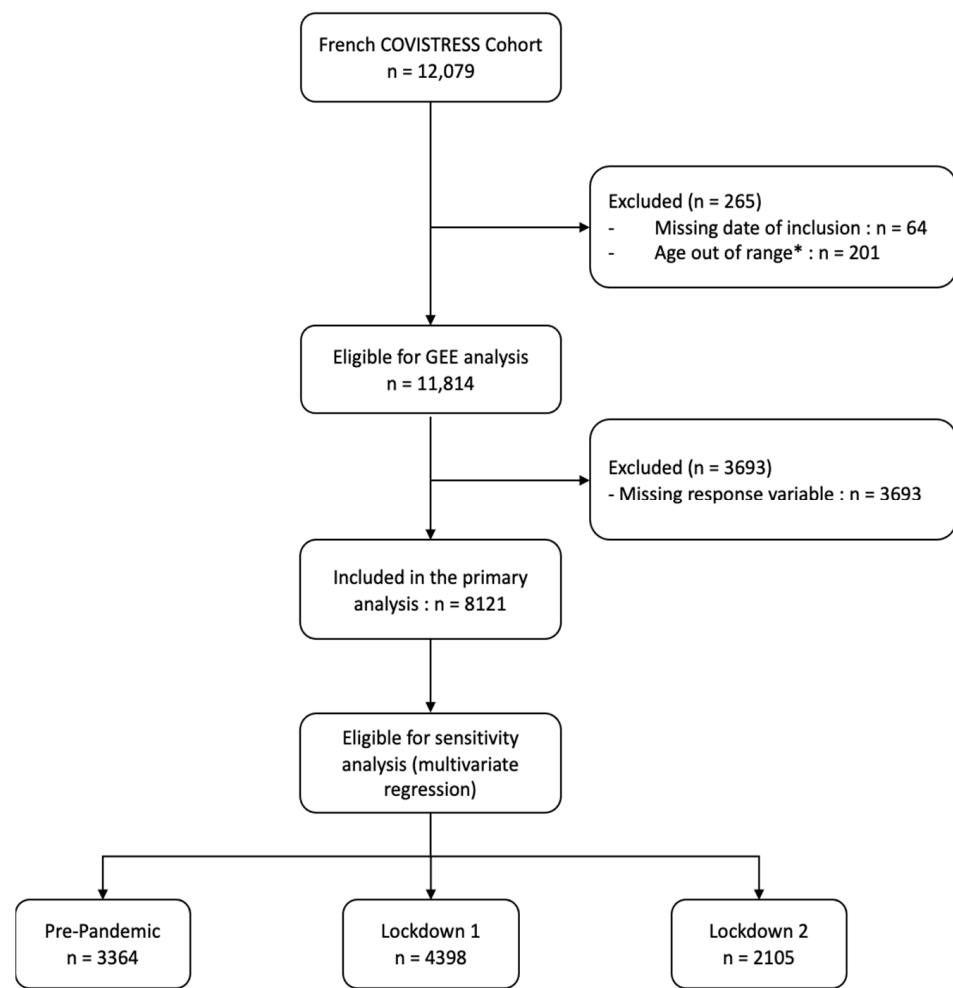 French COVISTRESS Cohort
n = 12,079
Excluded (n = 265)
- Missing date of inclusion : n = 64
- Age out of range* : n = 201
Eligible for GEE analysis
n = 11,814
Excluded (n = 3693)
- Missing response variable : n = 3693
Included in the primary
analysis : n = 8121
Eligible for sensitivity
analysis (multivariate
regression)
Pre-Pandemic
n = 3364
Lockdown 1
n = 4398
Lockdown 2
n = 2105